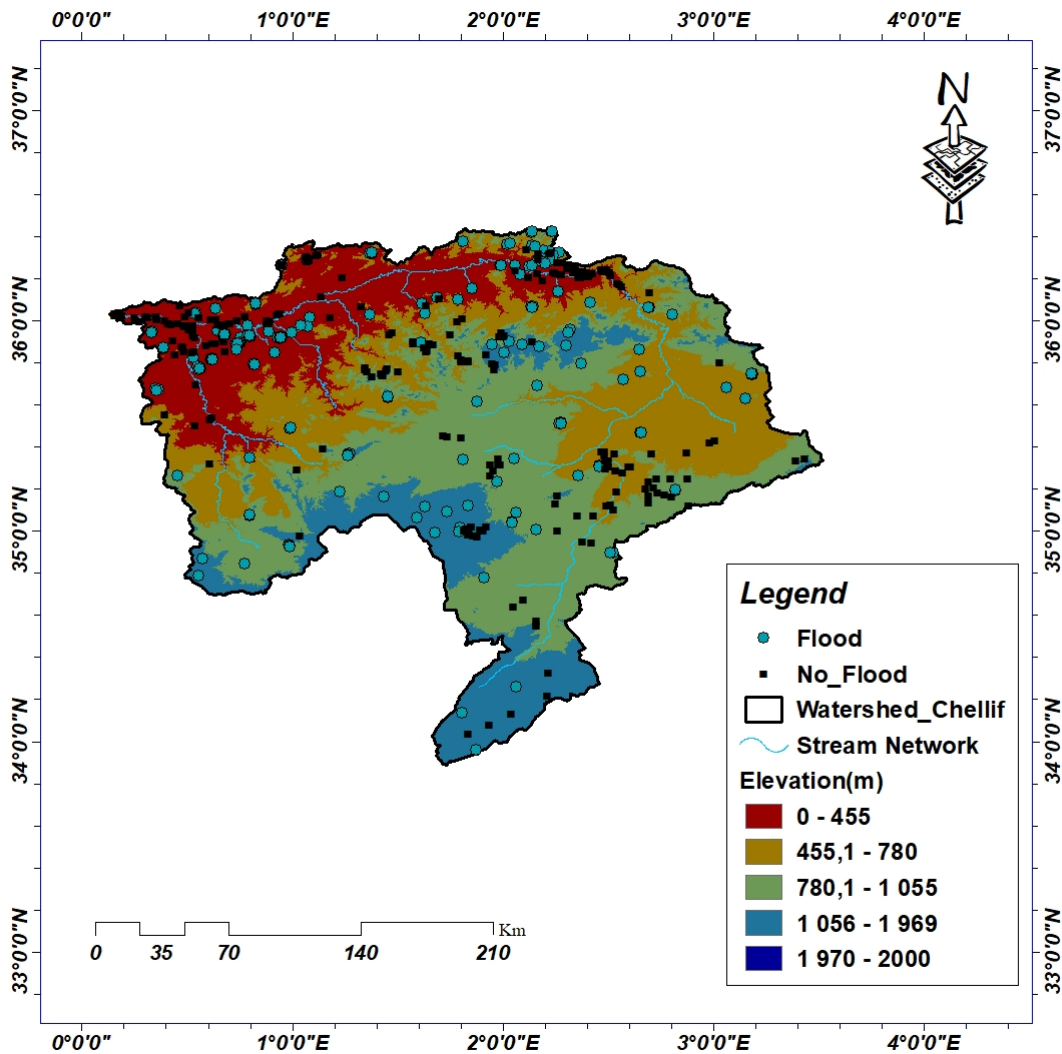 0°0'0" 1°0'0"E 2°0'0"E 3°0'0"E 4°0'0"E
37°0'0"N 37°0'0"N
N
36°0'0"N 36°0'0"N
35°0'0"N 35°0'0"N
Legend
Flood
No_Flood
Watershed_Chellif
Stream Network
34°0'0"N 34°0'0"N
Elevation(m)
0 - 455
455,1 - 780
780,1 - 1 055
1 056 - 1 969
1 970 - 2000
Km
0 35 70 140 210
33°0'0"N 33°0'0"N
0°0'0" 1°0'0"E 2°0'0"E 3°0'0"E 4°0'0"E